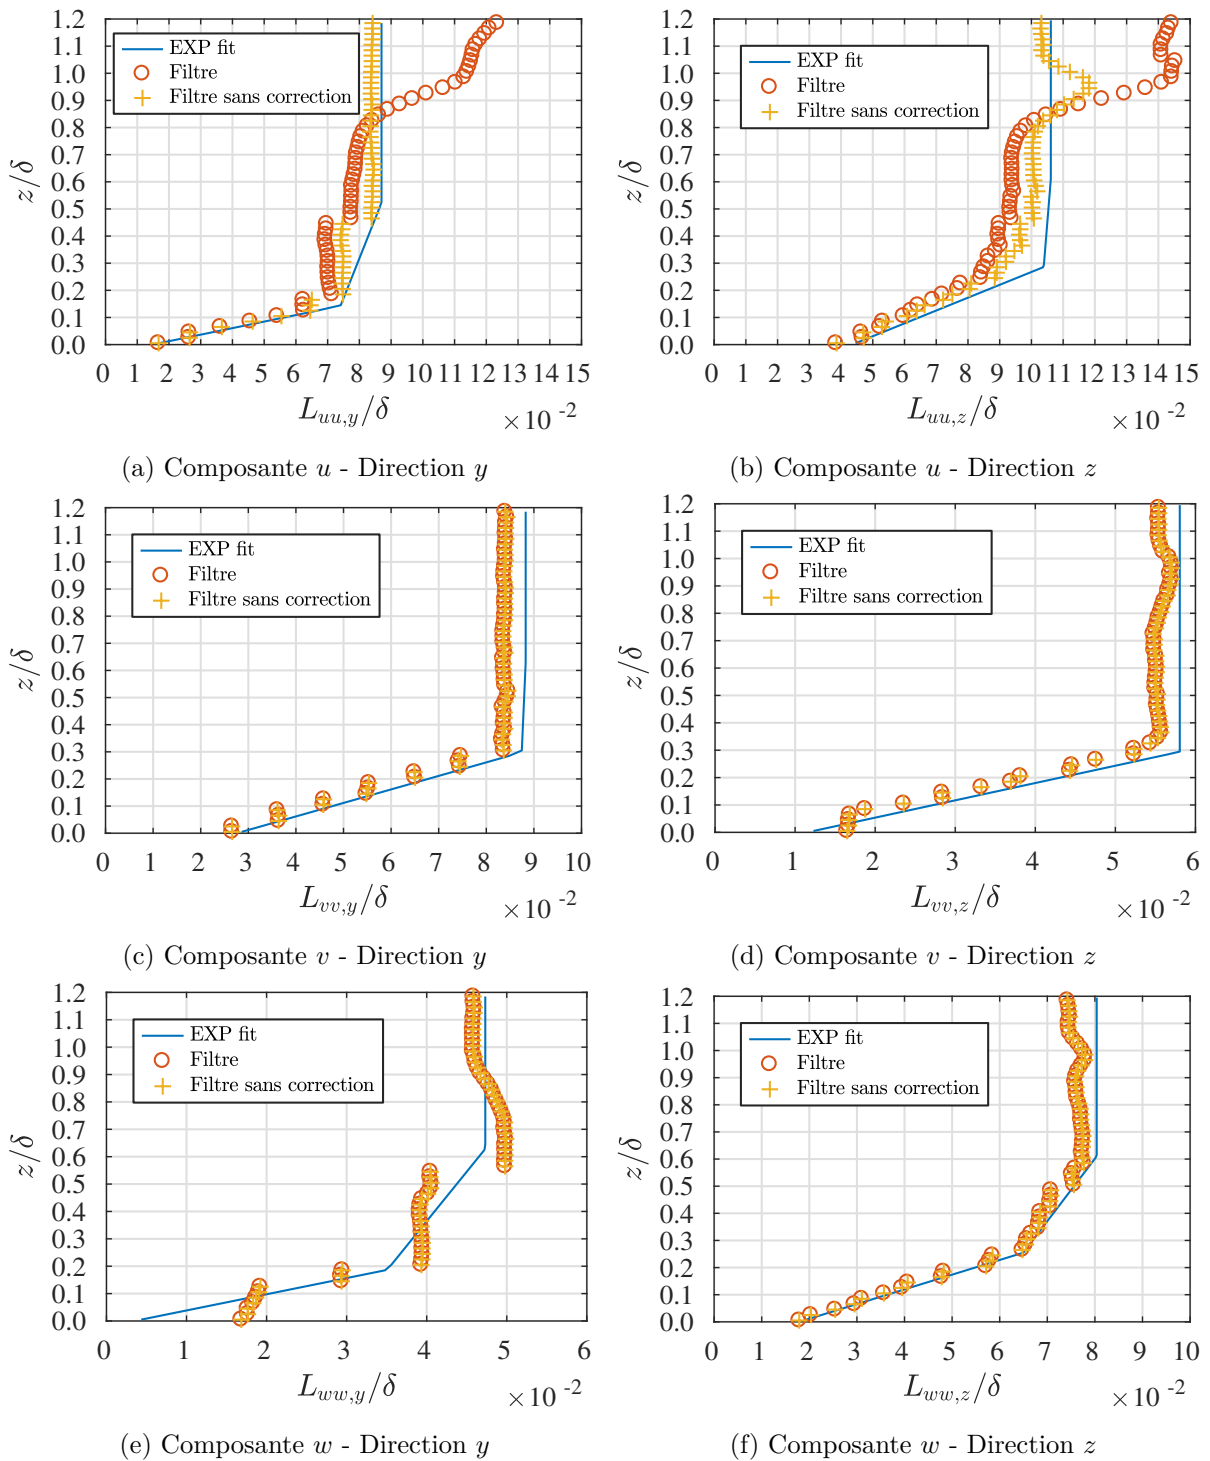 1.2
1.1
1.0
0.9
0.8
0.7
0.6
0.5
0.4
0.3
0.2
0.1
0.0
z/δ
EXP fit
Filtre
Filtre sans correction
0 1 2 3 4 5 6 7 8 9 10 11 12 13 14 15
L_{uu,y}/δ
×10^{-2}
(a) Composante u - Direction y
1.2
1.1
1.0
0.9
0.8
0.7
0.6
0.5
0.4
0.3
0.2
0.1
0.0
z/δ
EXP fit
Filtre
Filtre sans correction
0 1 2 3 4 5 6 7 8 9 10 11 12 13 14 15
L_{uu,z}/δ
×10^{-2}
(b) Composante u - Direction z
1.2
1.1
1.0
0.9
0.8
0.7
0.6
0.5
0.4
0.3
0.2
0.1
0.0
z/δ
EXP fit
Filtre
Filtre sans correction
0 1 2 3 4 5 6 7 8 9 10
L_{vv,y}/δ
×10^{-2}
(c) Composante v - Direction y
1.2
1.1
1.0
0.9
0.8
0.7
0.6
0.5
0.4
0.3
0.2
0.1
0.0
z/δ
EXP fit
Filtre
Filtre sans correction
0 1 2 3 4 5 6
L_{vv,z}/δ
×10^{-2}
(d) Composante v - Direction z
1.2
1.1
1.0
0.9
0.8
0.7
0.6
0.5
0.4
0.3
0.2
0.1
0.0
z/δ
EXP fit
Filtre
Filtre sans correction
0 1 2 3 4 5 6
L_{ww,y}/δ
×10^{-2}
(e) Composante w - Direction y
1.2
1.1
1.0
0.9
0.8
0.7
0.6
0.5
0.4
0.3
0.2
0.1
0.0
z/δ
EXP fit
Filtre
Filtre sans correction
0 1 2 3 4 5 6 7 8 9 10
L_{ww,z}/δ
×10^{-2}
(f) Composante w - Direction z